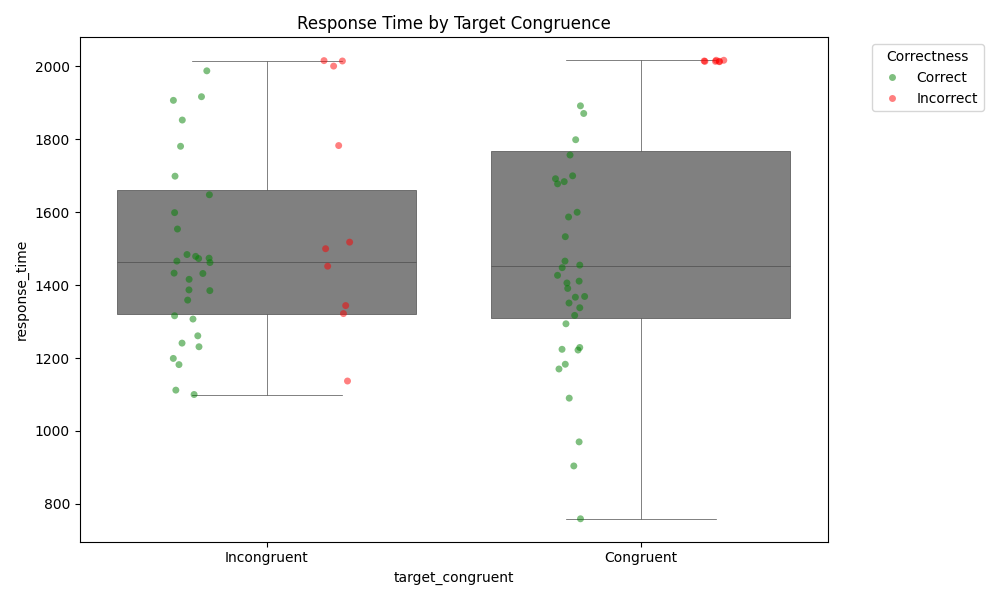 Response Time by Target Congruence
Correctness
Correct
Incorrect
response_time
2000
1800
1600
1400
1200
1000
800
Incongruent
Congruent
target_congruent